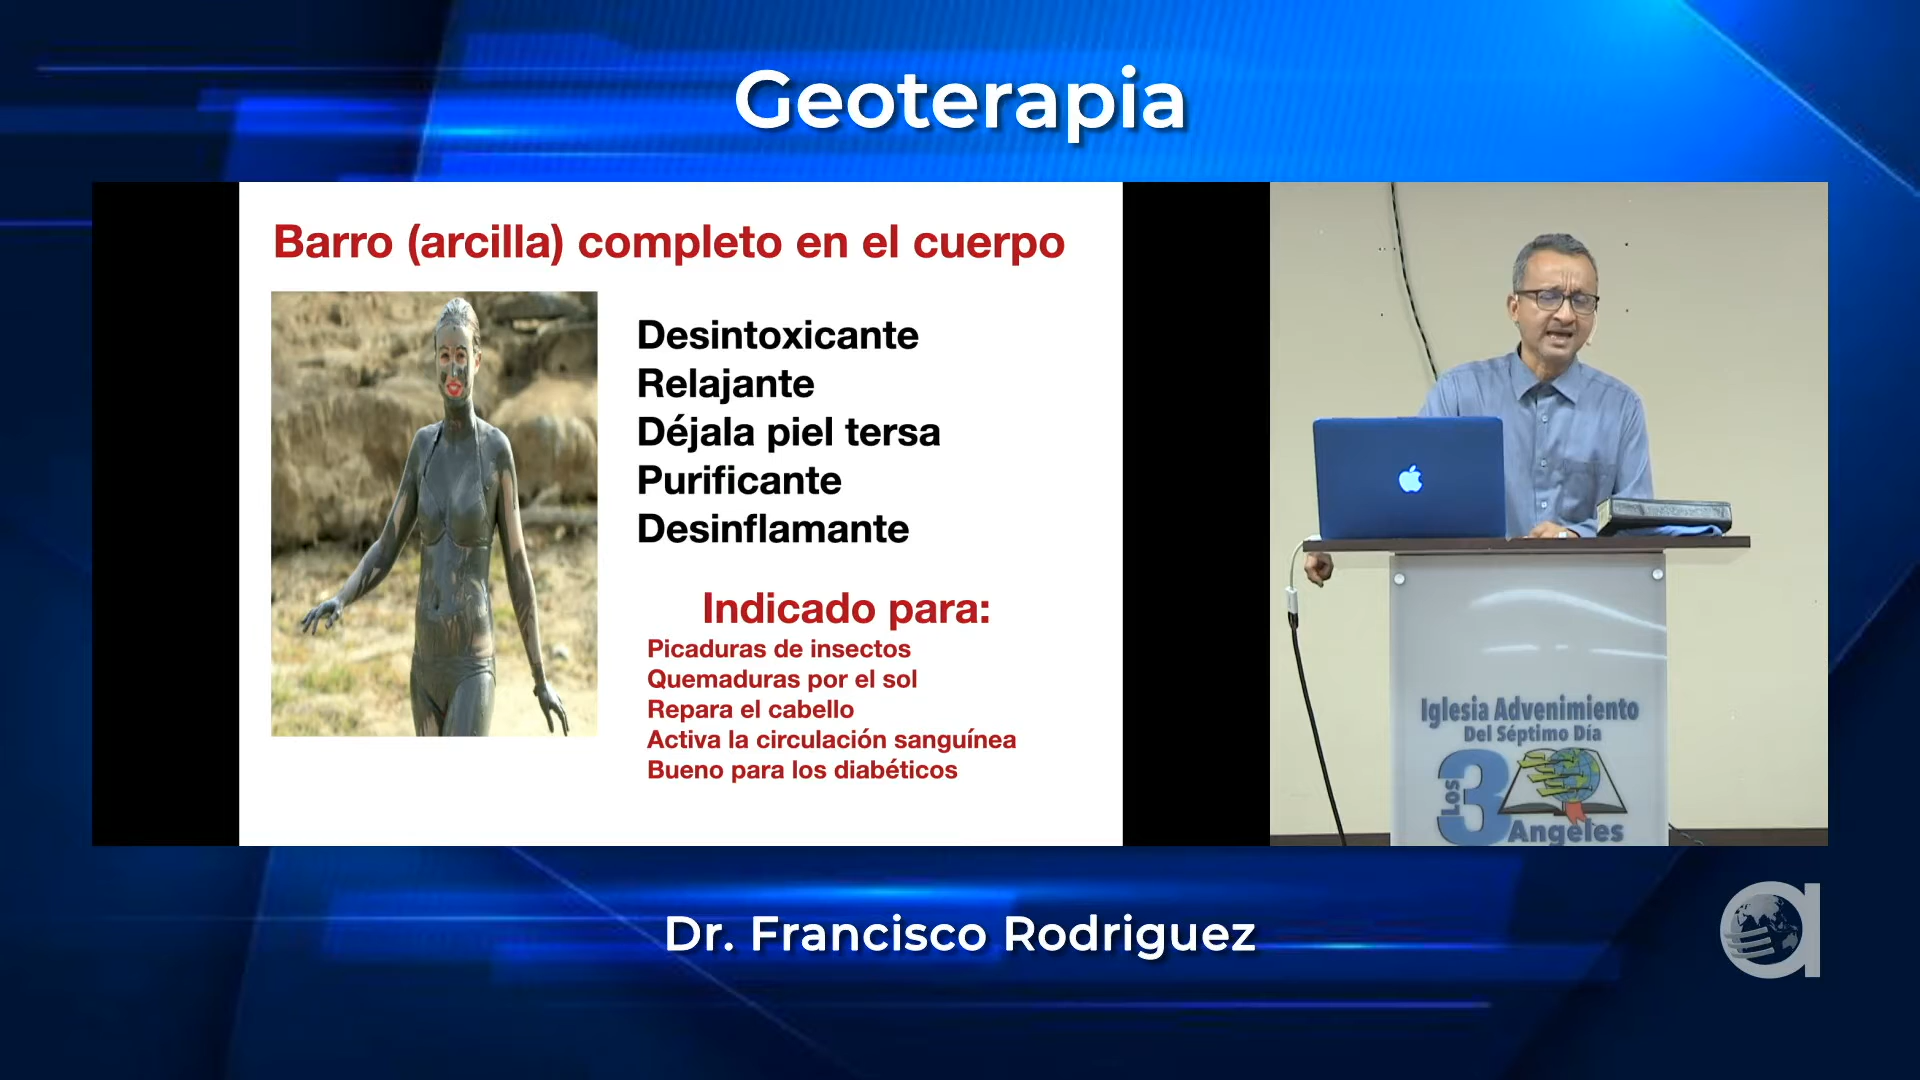 Geoterapia
Barro (arcilla) completo en el cuerpo
Desintoxicante
Relajante
Déjala piel tersa
Purificante
Desinflamante
Indicado para:
Picaduras de insectos
Quemaduras por el sol
Repara el cabello
Activa la circulación sanguínea
Bueno para los diabéticos
Iglesia Advenimiento
Del Séptimo Día
Los 3 Angeles
Dr. Francisco Rodriguez